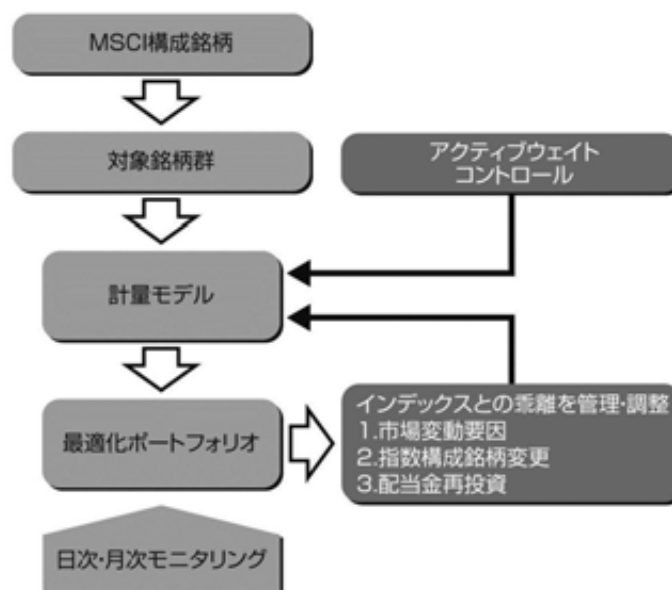 MSCI構成銘柄
対象銘柄群
アクティブウェイト
コントロール
計量モデル
最適化ポートフォリオ
インデックスとの乖離を管理・調整
1.市場変動要因
2.指数構成銘柄変更
3.配当金再投資
日次・月次モニタリング